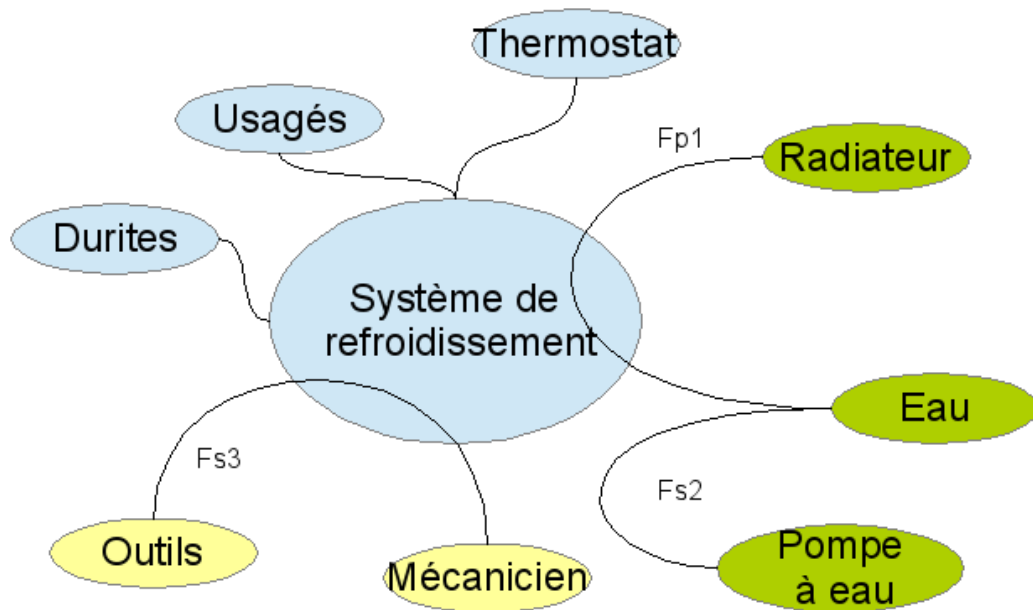 Thermostat
Usagés
Fp1
Radiateur
Durites
Système de
refroidissement
Eau
Fs3
Fs2
Outils
Mécanicien
Pompe
à eau